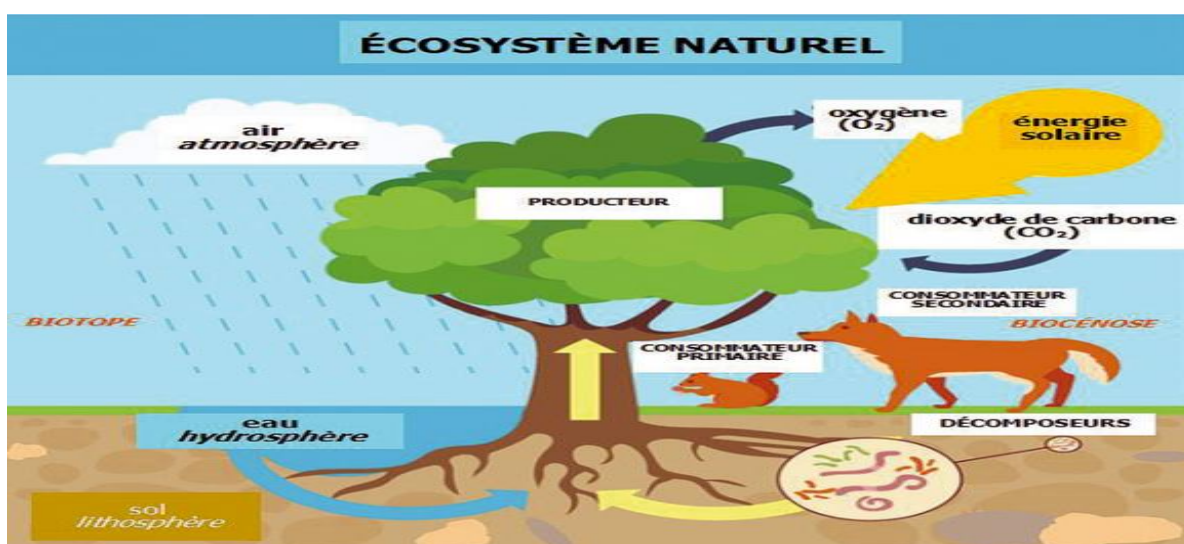 ÉCOSYSTÈME NATUREL
air
atmosphère
oxygène
(O₂)
énergie
solaire
PRODUCTEUR
dioxyde de carbone
(CO₂)
BIOTOPE
CONSOMMATEUR
SECONDAIRE
BIOCÉNOSE
CONSOMMATEUR
PRIMAIRE
eau
hydrosphère
DÉCOMPOSEURS
sol
lithosphère